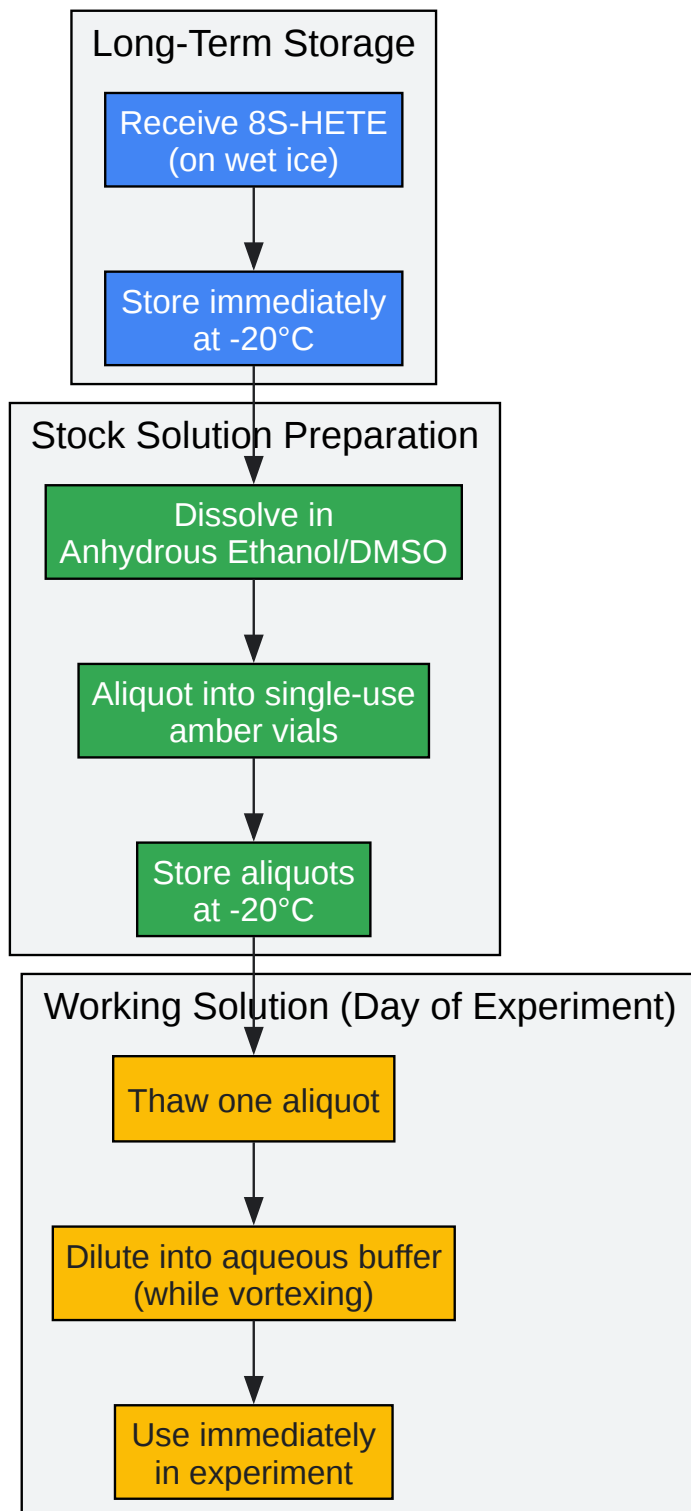 Long-Term Storage
Receive 8S-HETE
(on wet ice)
Store immediately
at -20°C
Stock Solution Preparation
Dissolve in
Anhydrous Ethanol/DMSO
Aliquot into single-use
amber vials
Store aliquots
at -20°C
Working Solution (Day of Experiment)
Thaw one aliquot
Dilute into aqueous buffer
(while vortexing)
Use immediately
in experiment